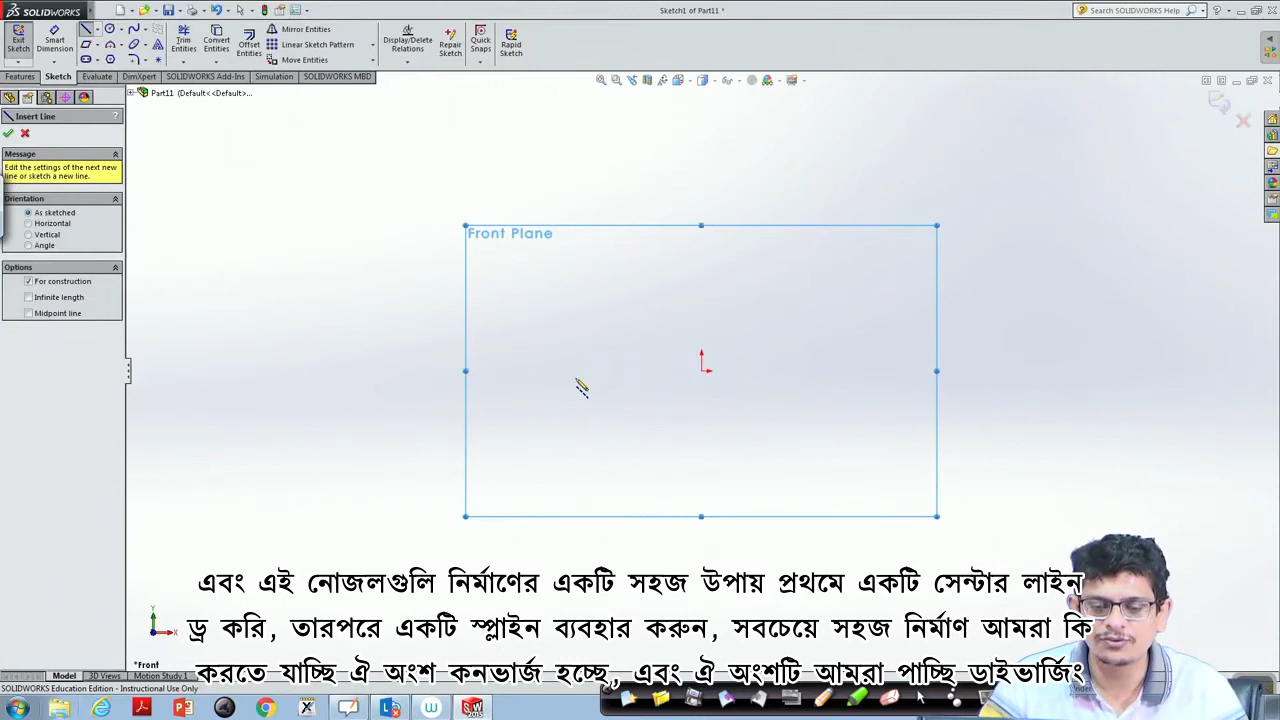 SOLIDWORKS
Sketch1 of Part11 *
Search SOLIDWORKS Help
Exit Sketch
Smart Dimension
Trim Entities
Convert Entities
Offset Entities
Mirror Entities
Linear Sketch Pattern
Move Entities
Display/Delete Relations
Repair Sketch
Quick Snaps
Rapid Sketch
Features Sketch Evaluate DimXpert SOLIDWORKS Add-Ins Simulation SOLIDWORKS MBD
Part11 (Default<<Default>...
Insert Line
Message
Edit the settings of the next new
line or sketch a new line.
Orientation
As sketched
Horizontal
Vertical
Angle
Options
For construction
Infinite length
Midpoint line
Front Plane
Y
X
*Front
এবং এই নোজলগুলি নির্মাণের একটি সহজ উপায় প্রথমে একটি সেন্টার লাইন
ড্র করি, তারপরে একটি স্প্লাইন ব্যবহার করুন, সবচেয়ে সহজ নির্মাণ আমরা কি
করতে যাচ্ছি ঐ অংশ কনভার্জ হচ্ছে, এবং ঐ অংশটি আমরা পাচ্ছি ডাইভার্জিং
Model 3D Views Motion Study 1
SOLIDWORKS Education Edition - Instructional Use Only